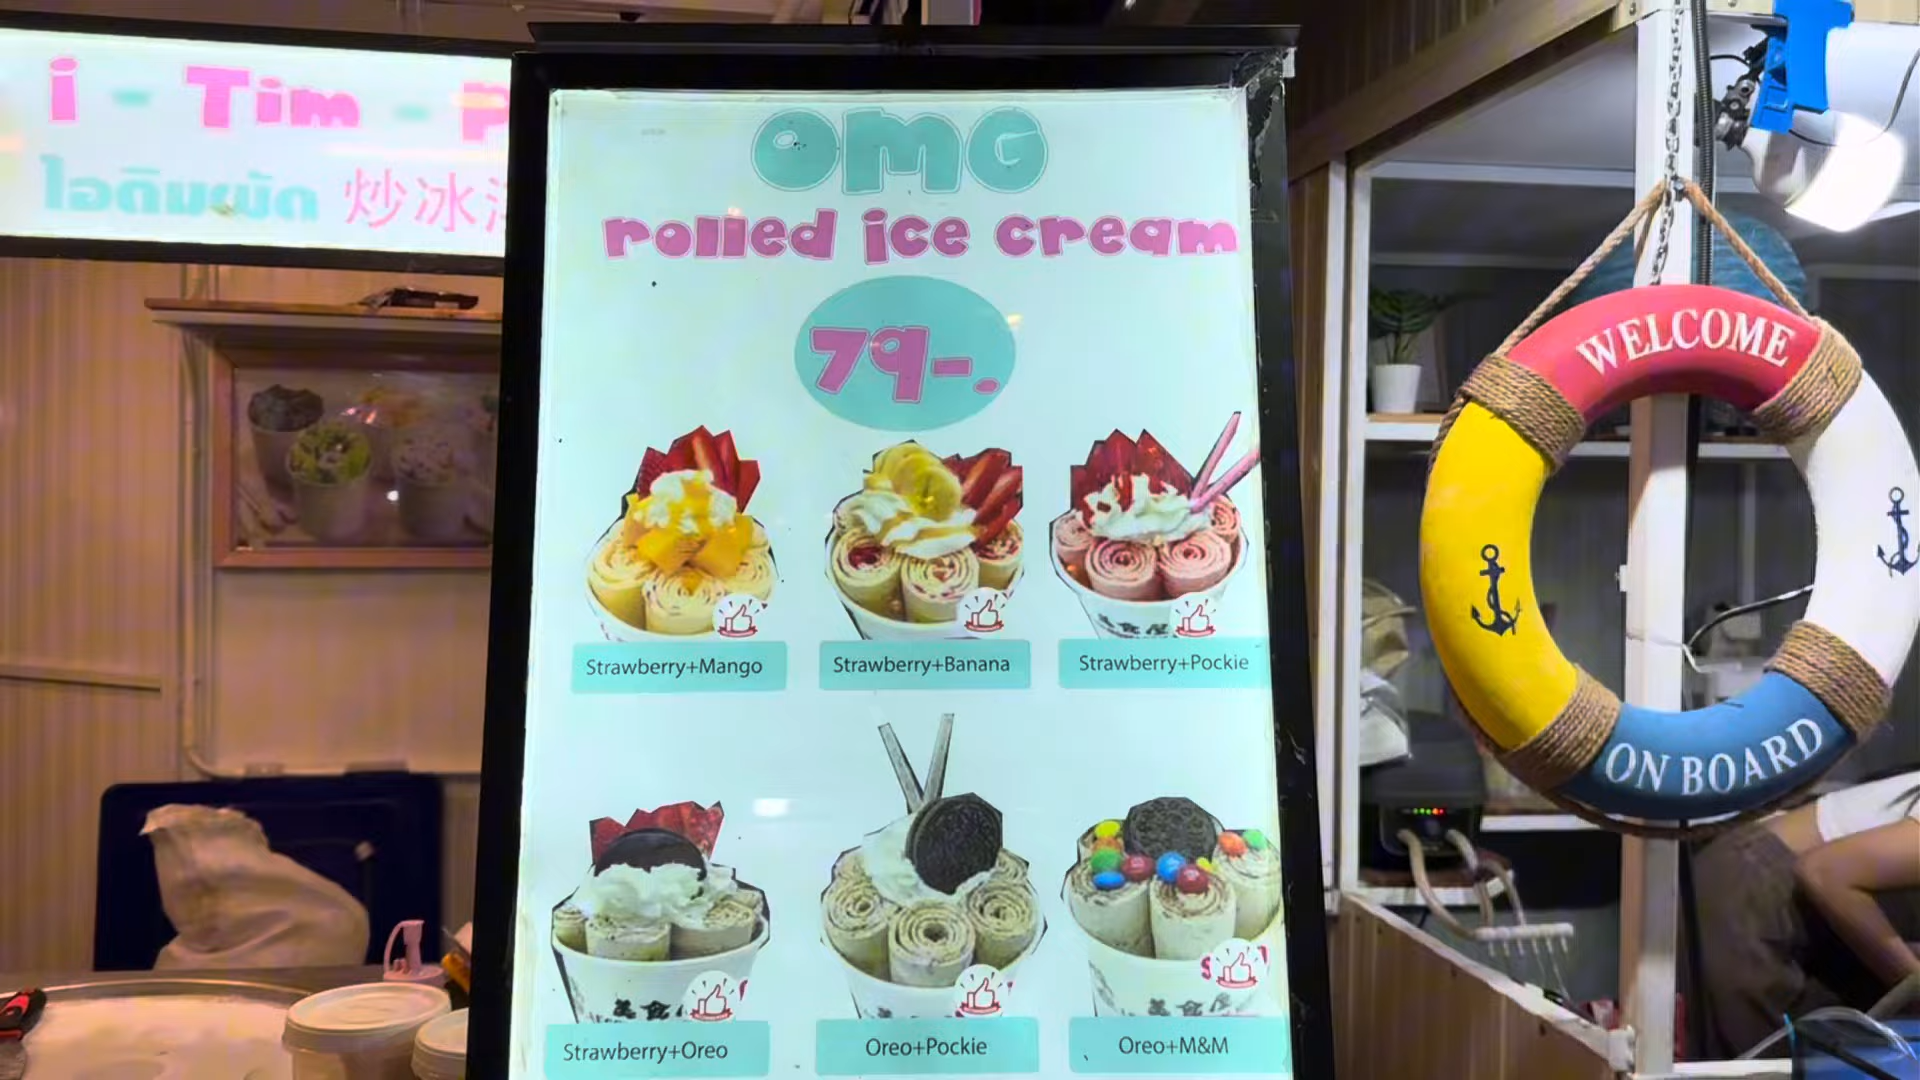 i - Tim - P
ไอติมผัด 炒冰
OMG
rolled ice cream
79-.
Strawberry+Mango
Strawberry+Banana
Strawberry+Pockie
Strawberry+Oreo
Oreo+Pockie
Oreo+M&M
WELCOME
ON BOARD